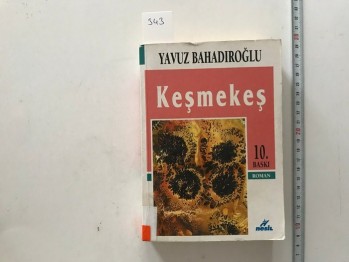 343
YAVUZ BAHADIROĞLU
Keşmekeş
10.
BASKI
ROMAN
nesil